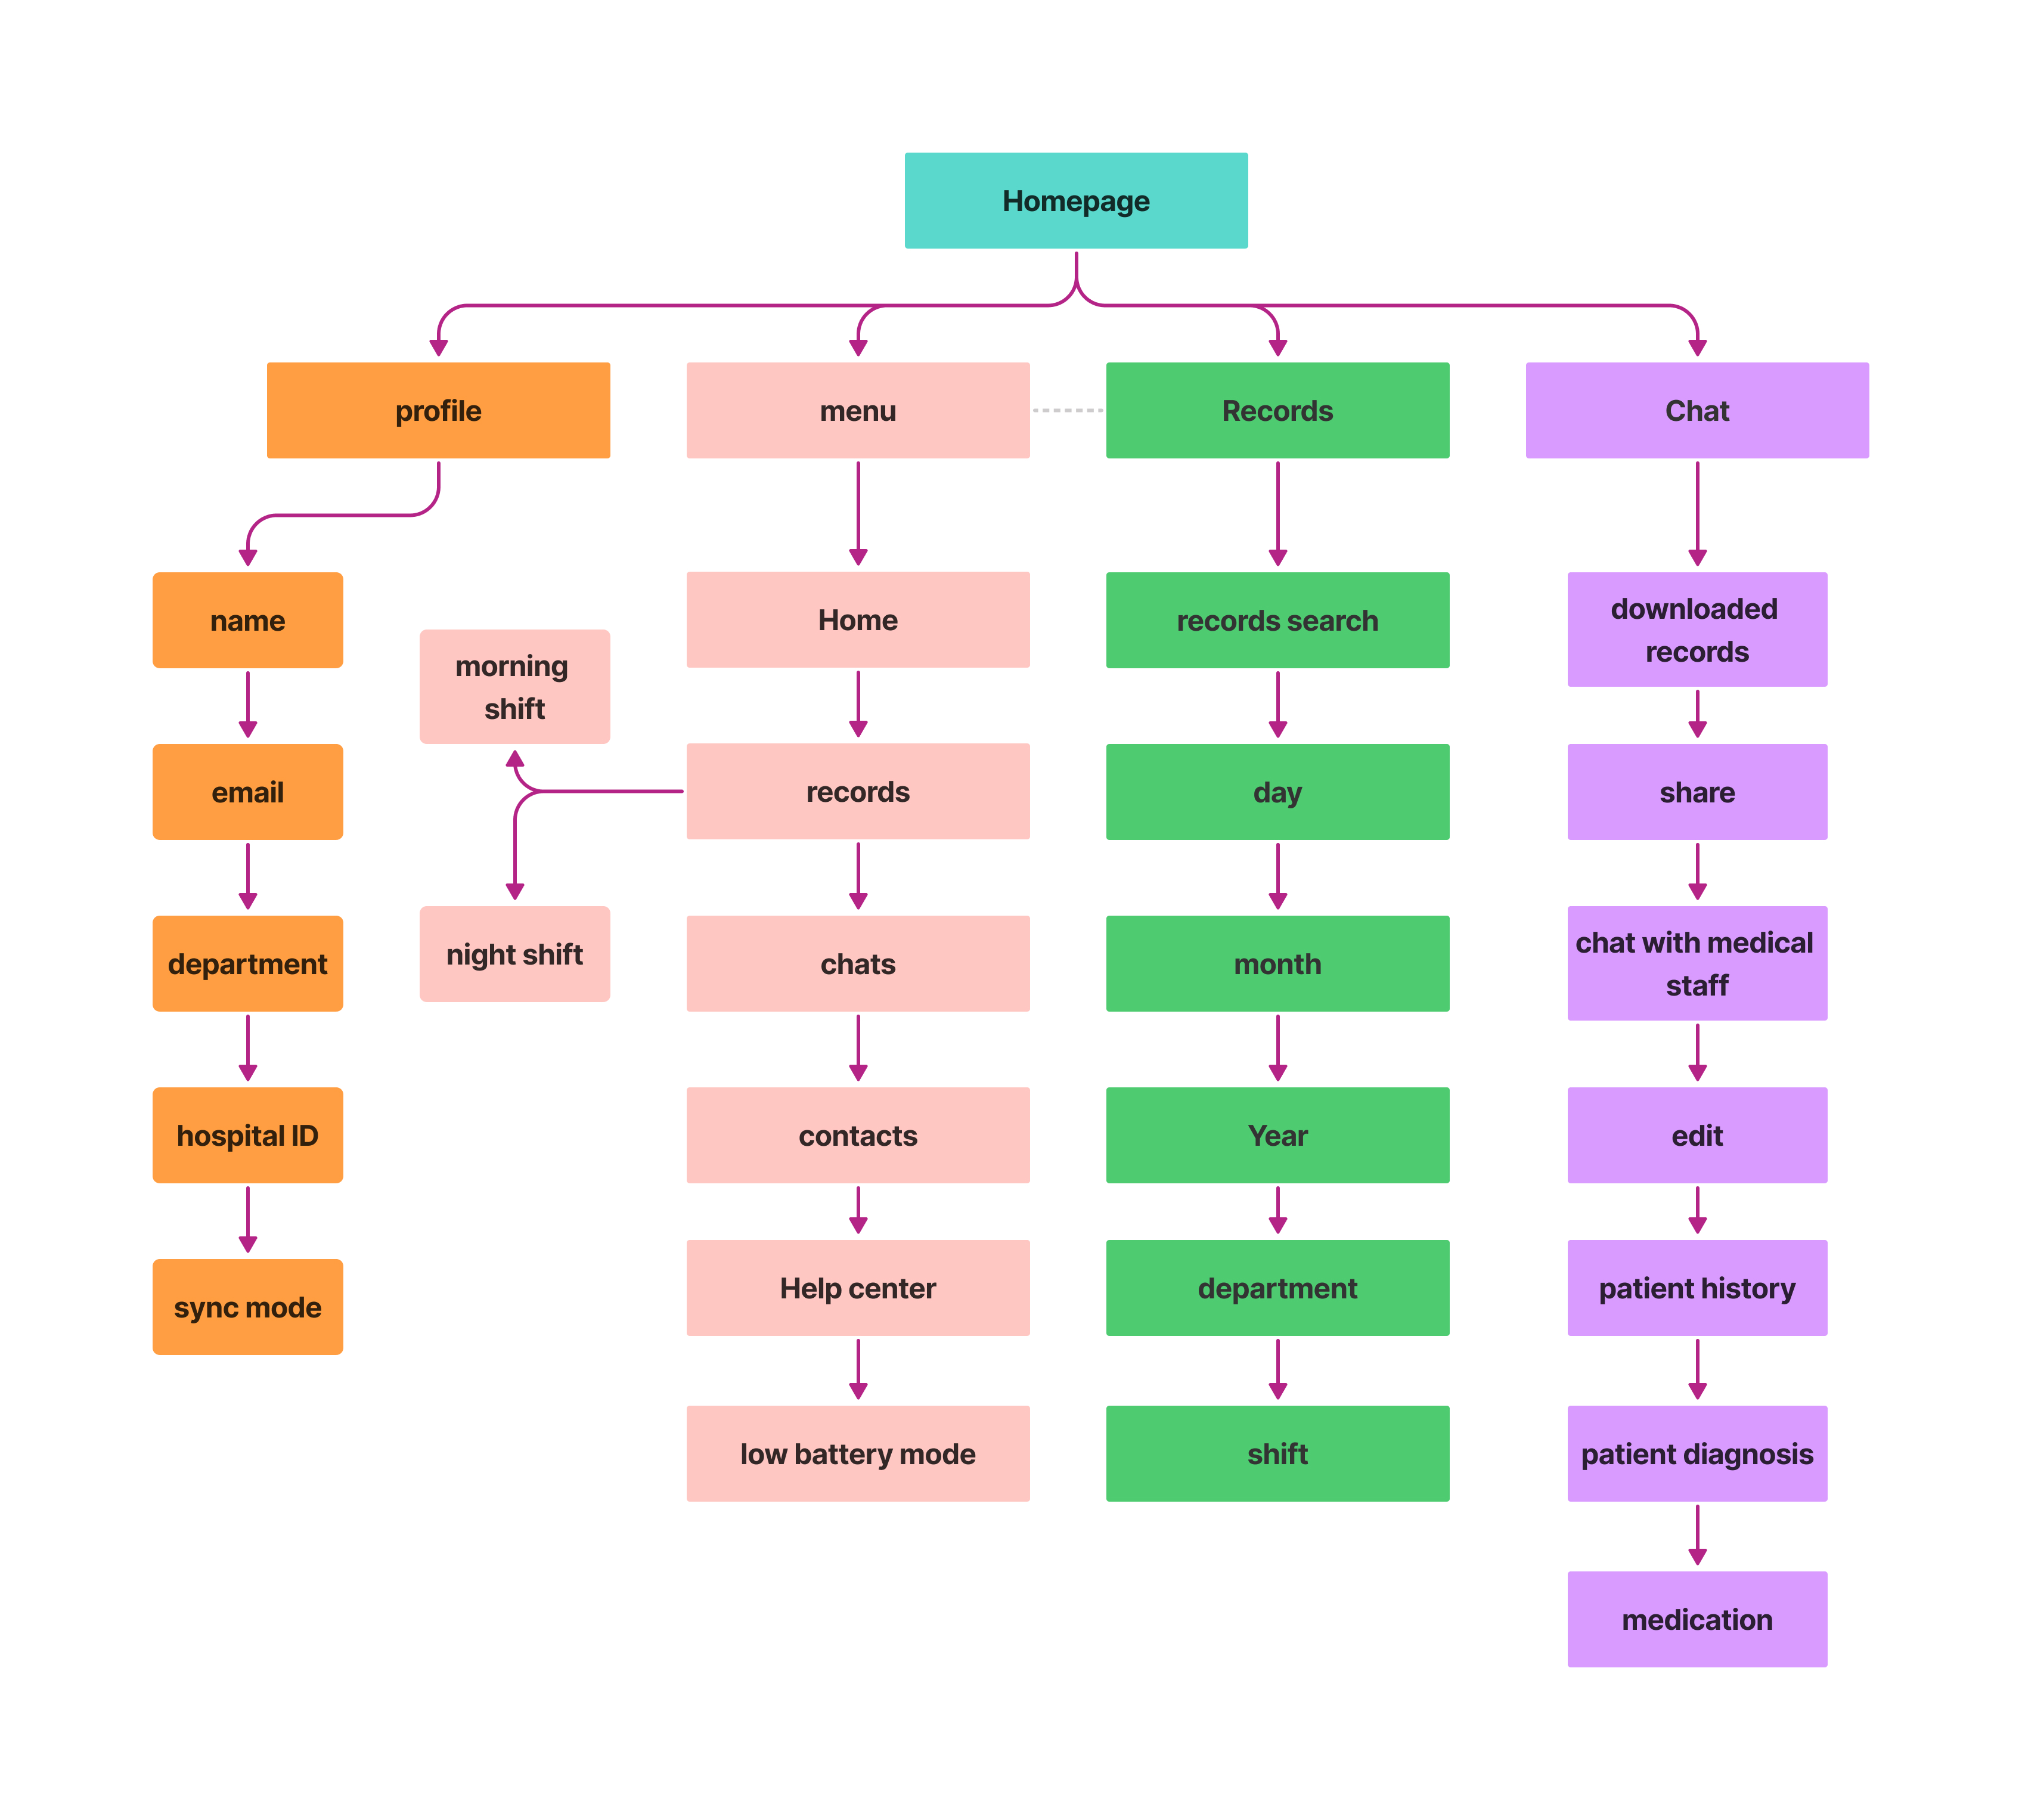 Homepage
profile
menu
Records
Chat
name
email
department
hospital ID
sync mode
morning
shift
night shift
Home
records
chats
contacts
Help center
low battery mode
records search
day
month
Year
department
shift
downloaded
records
share
chat with medical
staff
edit
patient history
patient diagnosis
medication